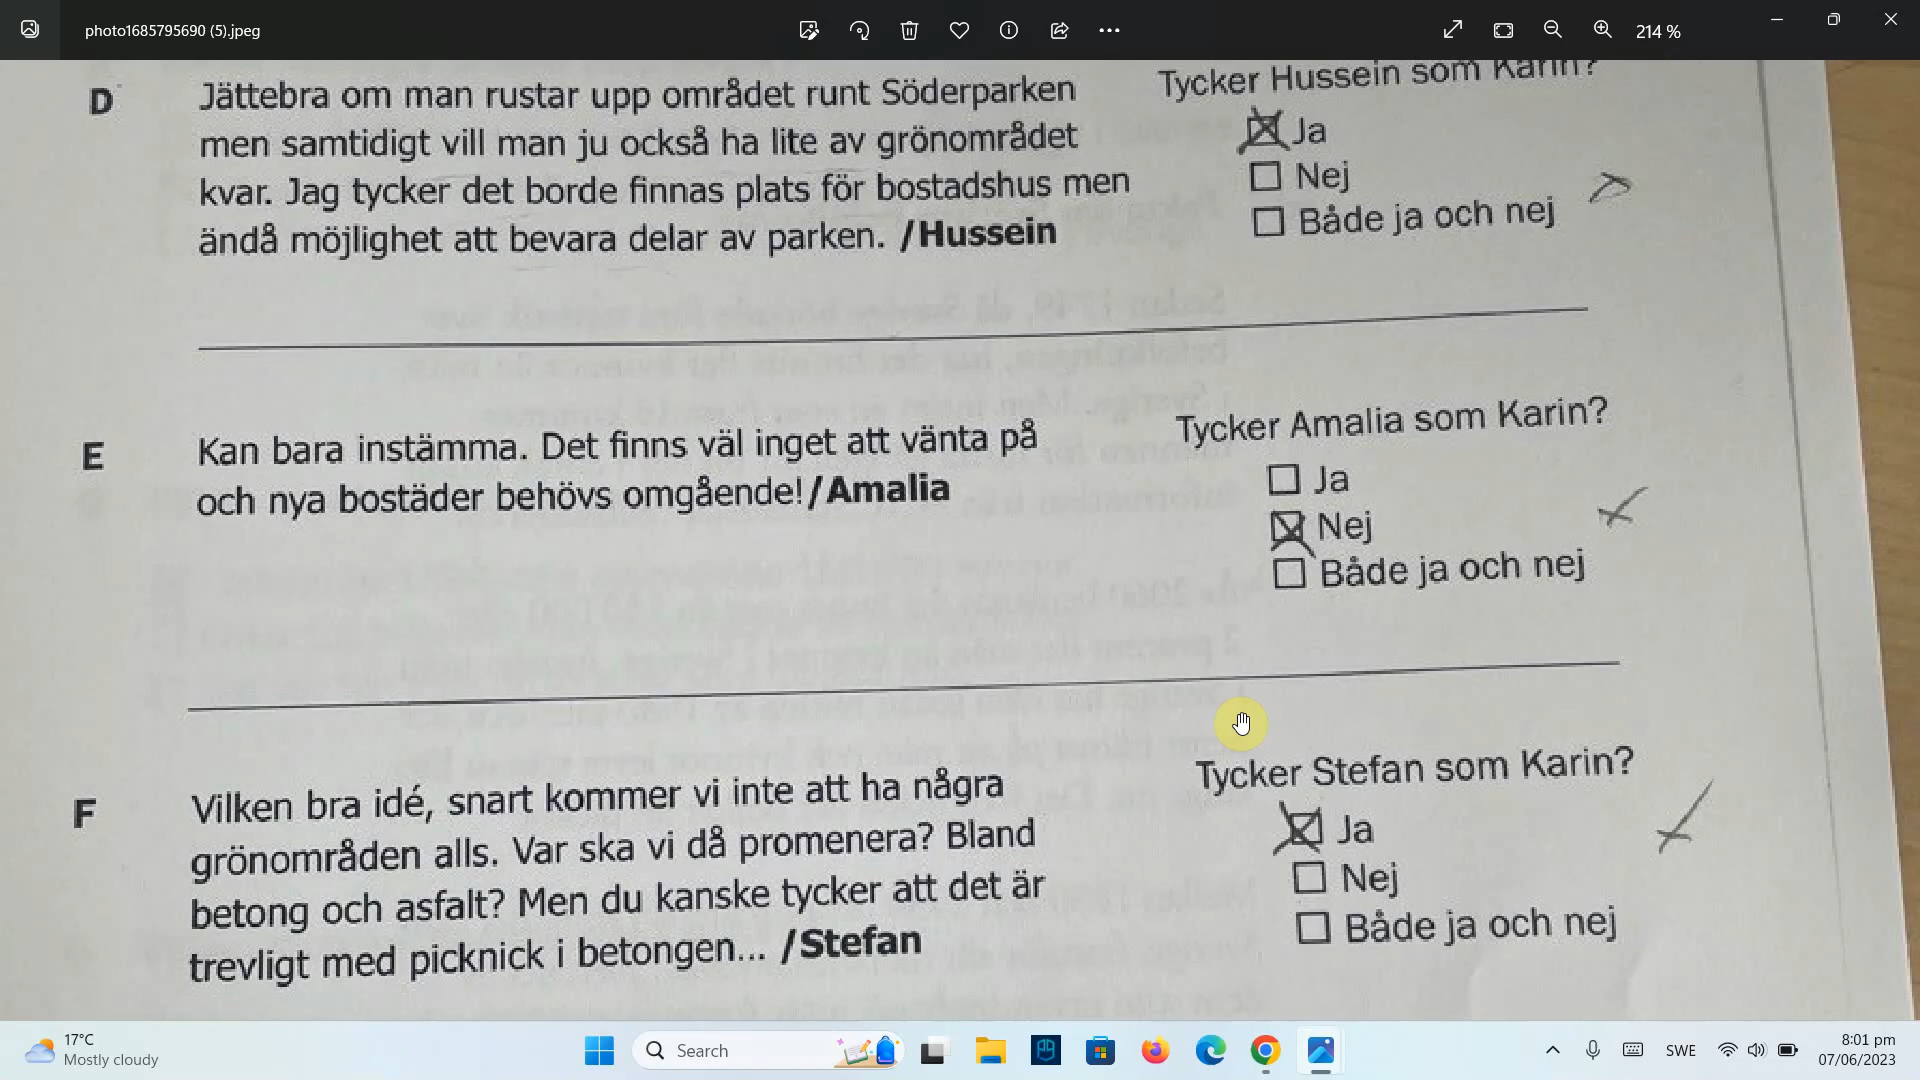 photo1685795690 (5).jpeg
214 %
D
Jättebra om man rustar upp området runt Söderparken
men samtidigt vill man ju också ha lite av grönområdet
kvar. Jag tycker det borde finnas plats för bostadshus men
ändå möjlighet att bevara delar av parken. /Hussein
Tycker Hussein som Karin?
Ja
Nej
Både ja och nej
E
Kan bara instämma. Det finns väl inget att vänta på
och nya bostäder behövs omgående!/Amalia
Tycker Amalia som Karin?
Ja
Nej
Både ja och nej
F
Vilken bra idé, snart kommer vi inte att ha några
grönområden alls. Var ska vi då promenera? Bland
betong och asfalt? Men du kanske tycker att det är
trevligt med picknick i betongen... /Stefan
Tycker Stefan som Karin?
Ja
Nej
Både ja och nej
17°C
Mostly cloudy
Search
SWE
8:01 pm
07/06/2023